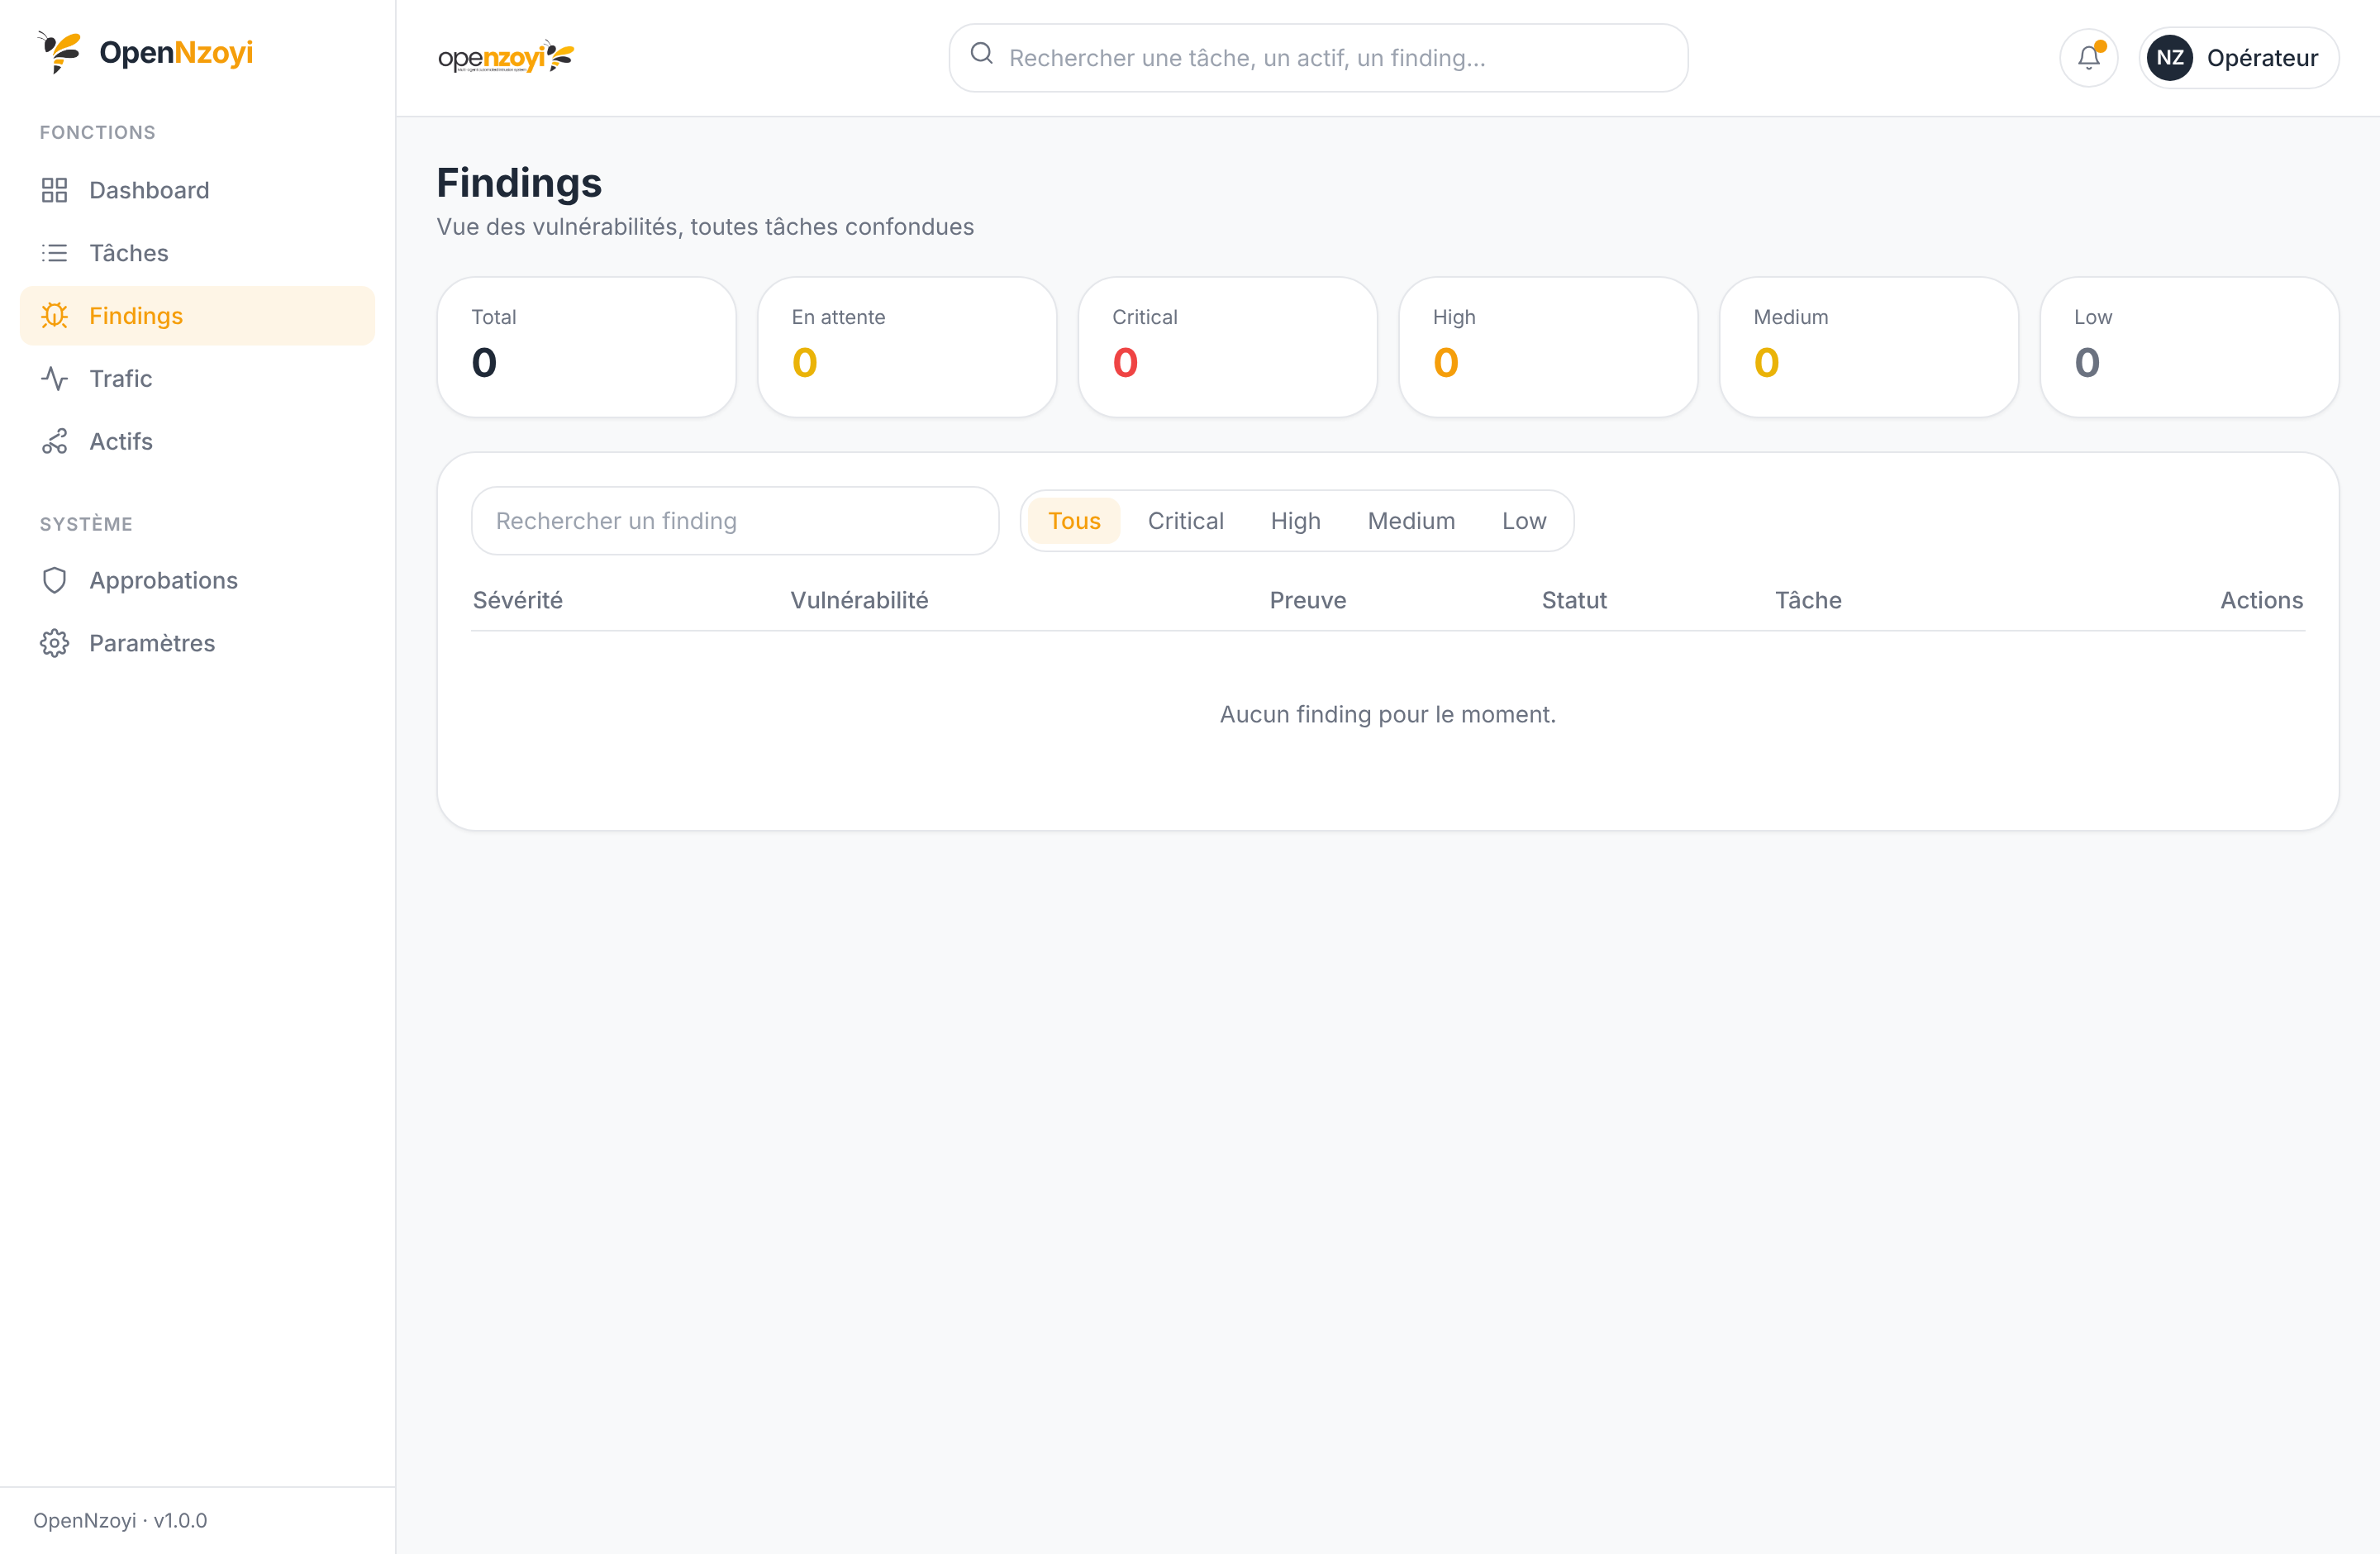 OpenNzoyi
FONCTIONS
Dashboard
Tâches
Findings
Trafic
Actifs
SYSTÈME
Approbations
Paramètres
OpenNzoyi · v1.0.0
openzoyi
Rechercher une tâche, un actif, un finding...
NZ Opérateur
Findings
Vue des vulnérabilités, toutes tâches confondues
Total En attente Critical High Medium Low
0 0 0 0 0 0
Rechercher un finding Tous Critical High Medium Low
Sévérité Vulnérabilité Preuve Statut Tâche Actions
Aucun finding pour le moment.